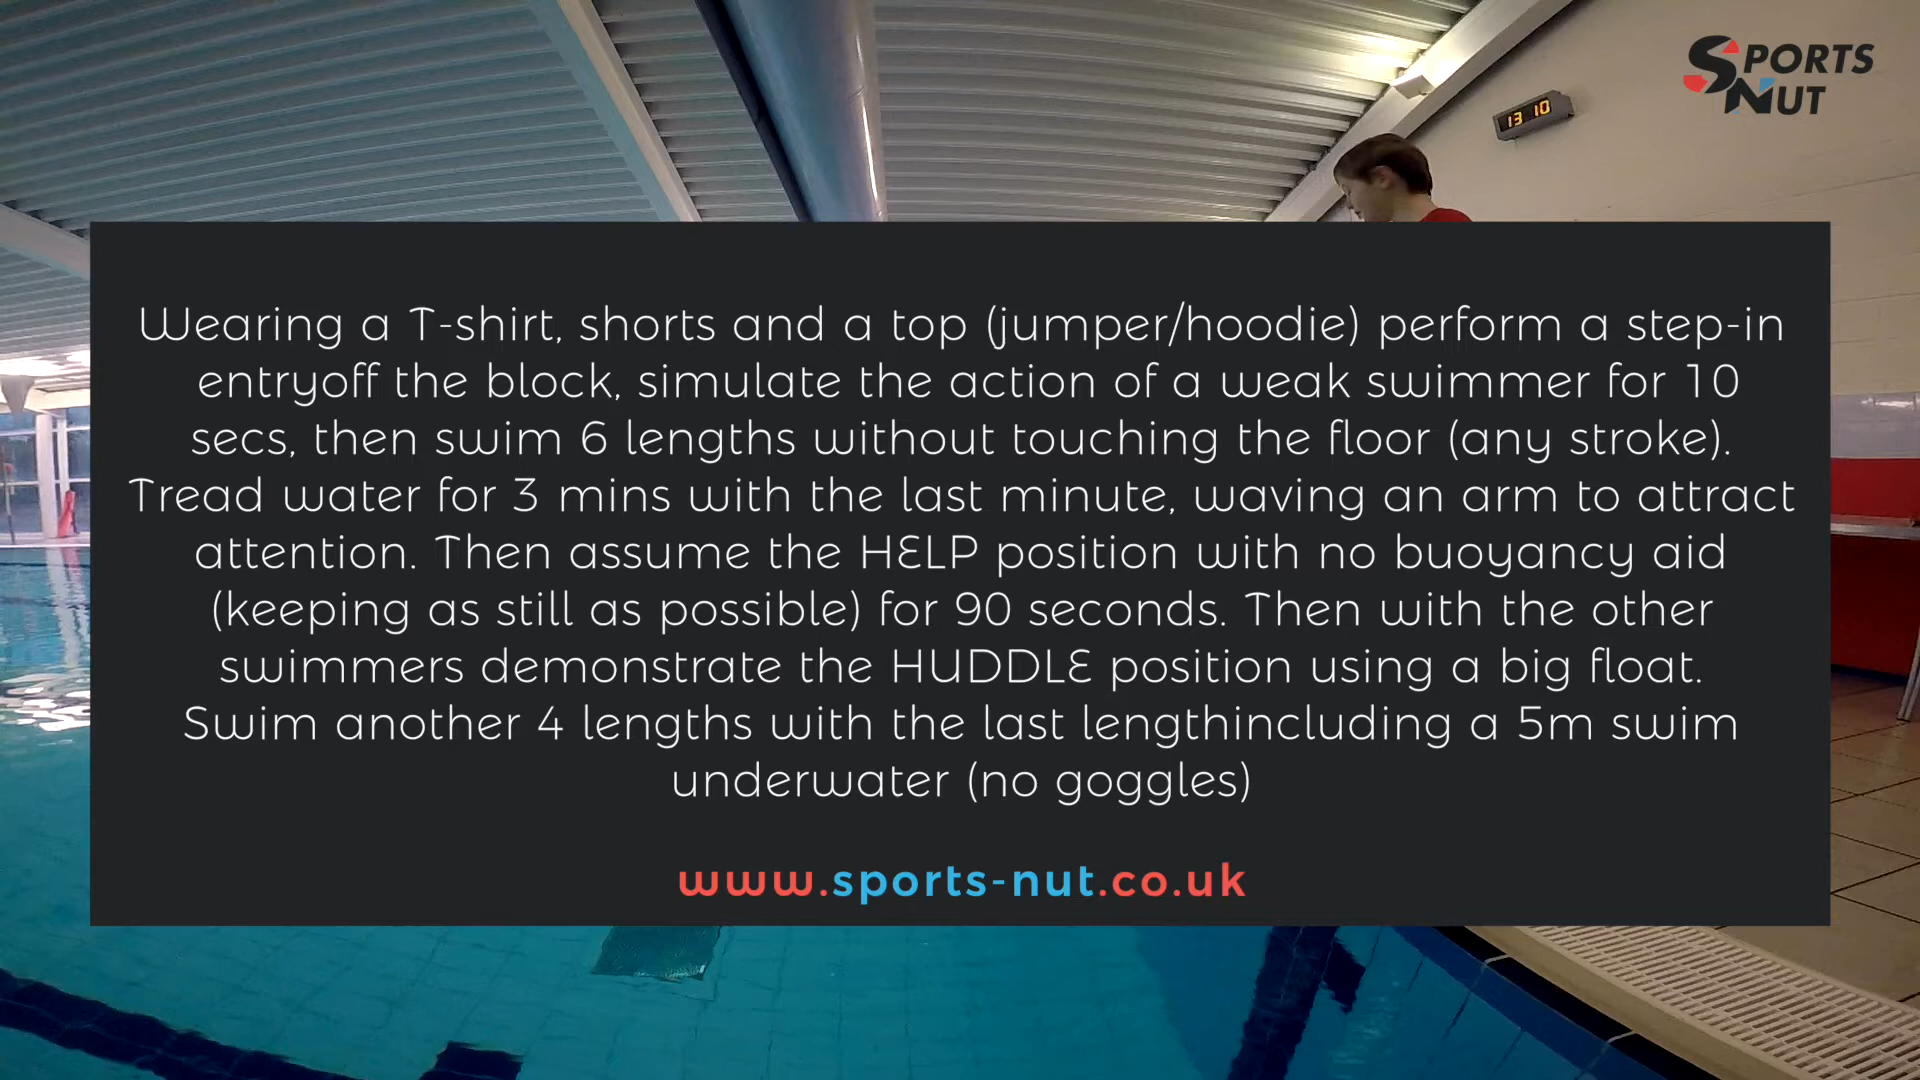 SPORTS
NUT
13 10
Wearing a T-shirt, shorts and a top (jumper/hoodie) perform a step-in
entryoff the block, simulate the action of a weak swimmer for 10
secs, then swim 6 lengths without touching the floor (any stroke).
Tread water for 3 mins with the last minute, waving an arm to attract
attention. Then assume the HELP position with no buoyancy aid
(keeping as still as possible) for 90 seconds. Then with the other
swimmers demonstrate the HUDDLE position using a big float.
Swim another 4 lengths with the last lengthincluding a 5m swim
underwater (no goggles)
www.sports-nut.co.uk